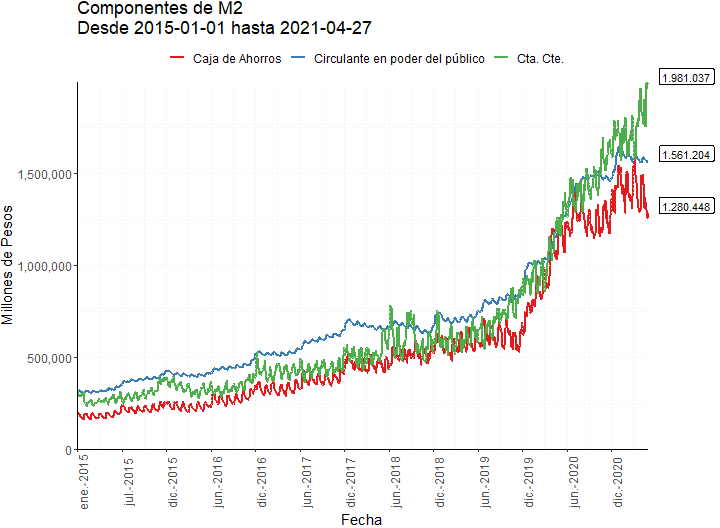 Componentes de M2
Desde 2015-01-01 hasta 2021-04-27
Caja de Ahorros Circulante en poder del público Cta. Cte.
1.981.037
1.561.204
1.280.448
Millones de Pesos
1,500,000
1,000,000
500,000
0
ene.-2015 jul.-2015 dic.-2015 jun.-2016 dic.-2016 jun.-2017 dic.-2017 jun.-2018 dic.-2018 jun.-2019 dic.-2019 jun.-2020 dic.-2020
Fecha